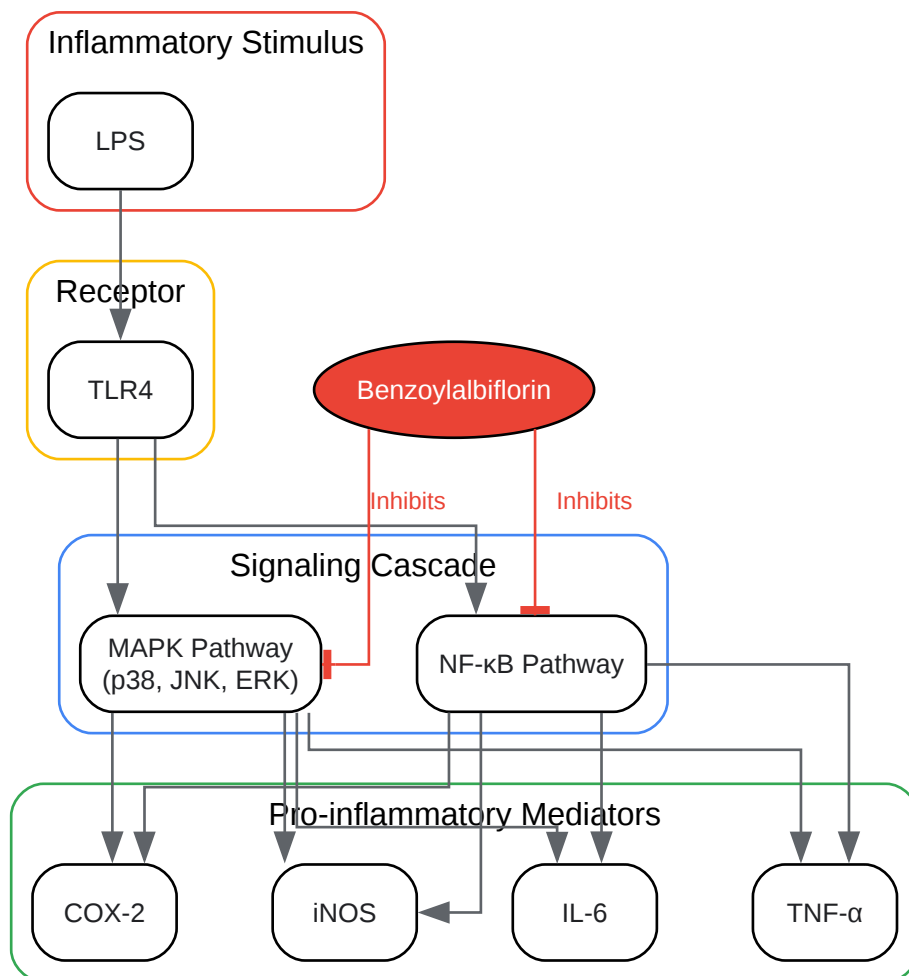 Inflammatory Stimulus
LPS
Receptor
TLR4
Benzoylalbiflorin
Inhibits
Inhibits
Signaling Cascade
MAPK Pathway
(p38, JNK, ERK)
NF-κB Pathway
Pro-inflammatory Mediators
COX-2
iNOS
IL-6
TNF-α